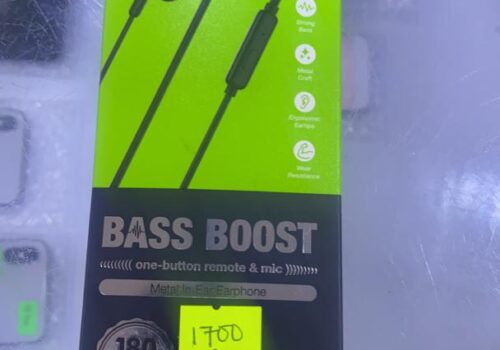 Strong
Bass
Metal
Craft
Ergonomic
Eartips
Wear
Resistance
BASS BOOST
one-button remote & mic
Metal In-Ear Earphone
180
1700